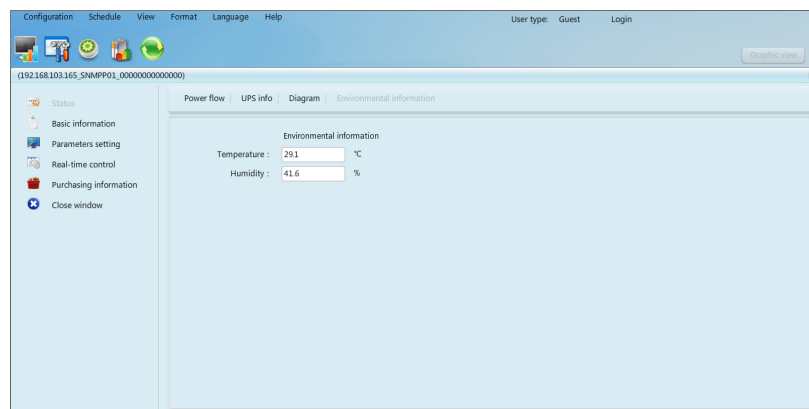 Configuration Schedule View Format Language Help User type: Guest Login
Graphic view
(192.168.103.165_SNMPP01_00000000000000)
Status
Basic information
Parameters setting
Real-time control
Purchasing information
Close window
Power flow UPS info Diagram Environmental information
Environmental information
Temperature : 29.1 ℃
Humidity : 41.6 %